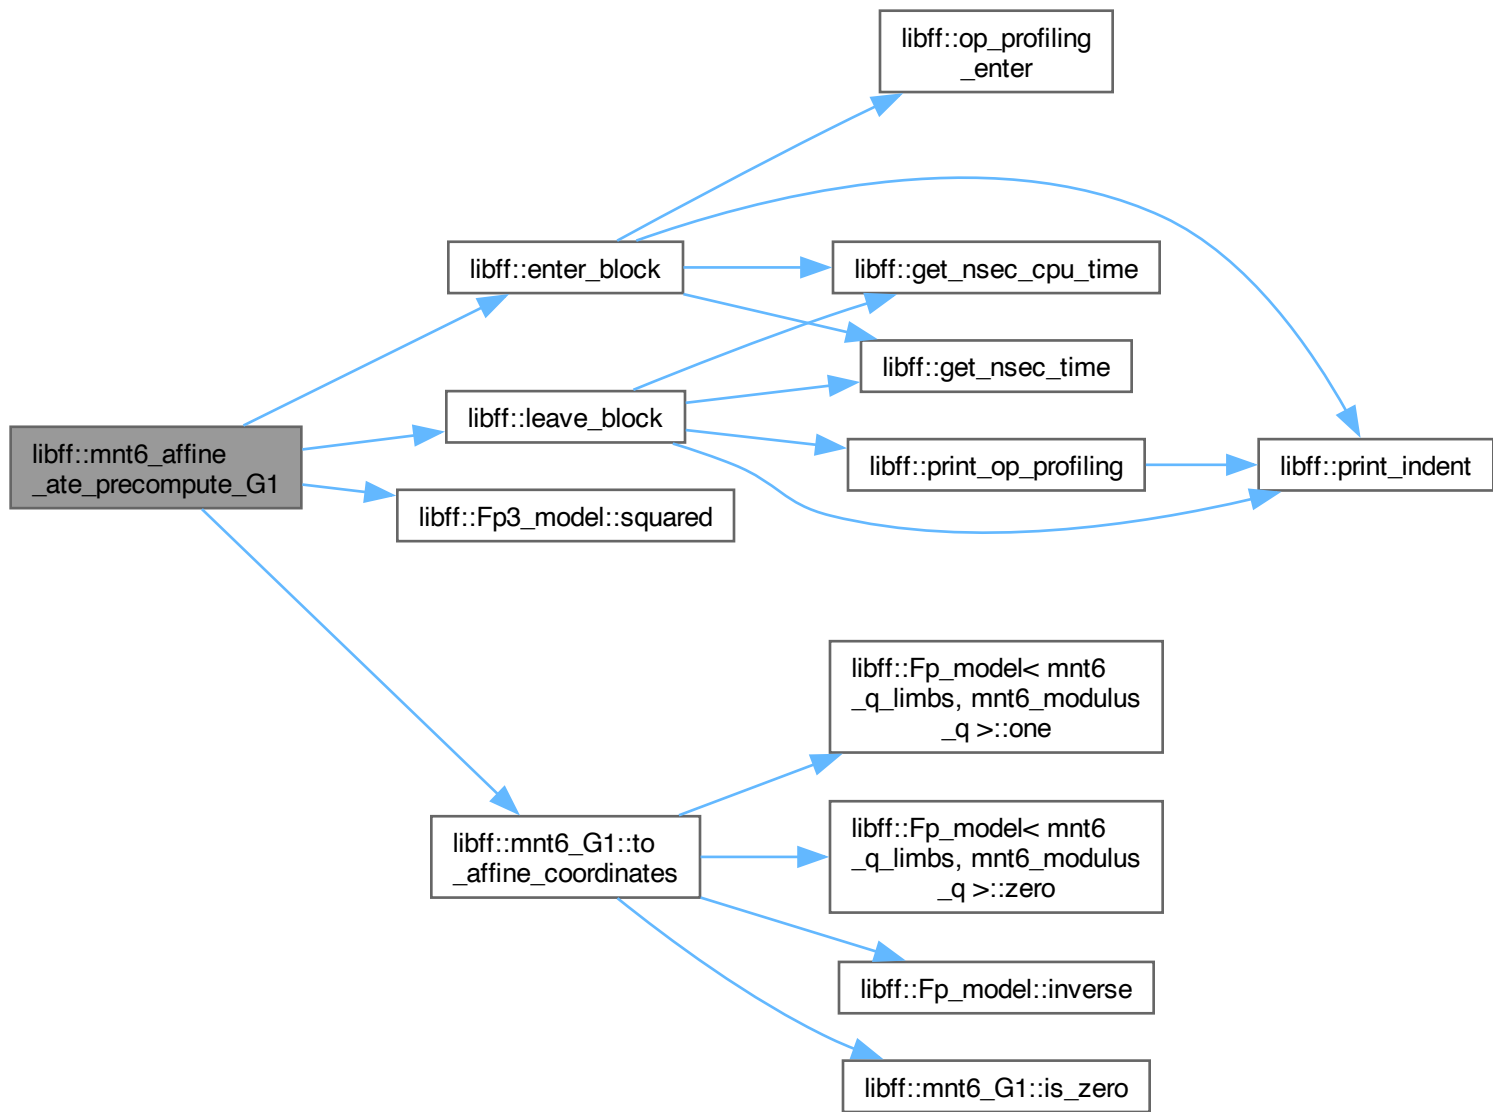 libff::op_profiling
_enter
libff::enter_block
libff::get_nsec_cpu_time
libff::get_nsec_time
libff::leave_block
libff::mnt6_affine
_ate_precompute_G1
libff::print_op_profiling
libff::print_indent
libff::Fp3_model::squared
libff::Fp_model< mnt6
_q_limbs, mnt6_modulus
_q >::one
libff::mnt6_G1::to
_affine_coordinates
libff::Fp_model< mnt6
_q_limbs, mnt6_modulus
_q >::zero
libff::Fp_model::inverse
libff::mnt6_G1::is_zero